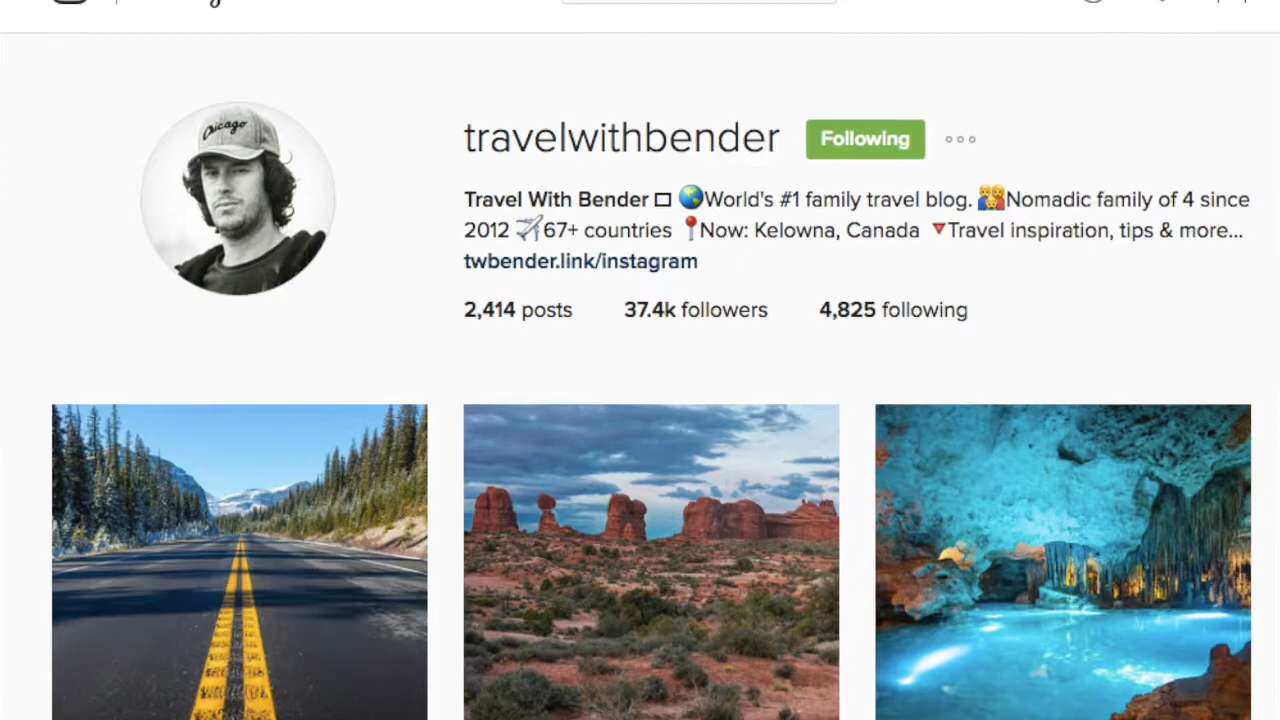 Chicago
travelwithbender Following
Travel With Bender 🌎World's #1 family travel blog. 👨‍👩‍👧‍👦Nomadic family of 4 since
2012 ✈️67+ countries 📍Now: Kelowna, Canada 🔻Travel inspiration, tips & more...
twbender.link/instagram
2,414 posts 37.4k followers 4,825 following